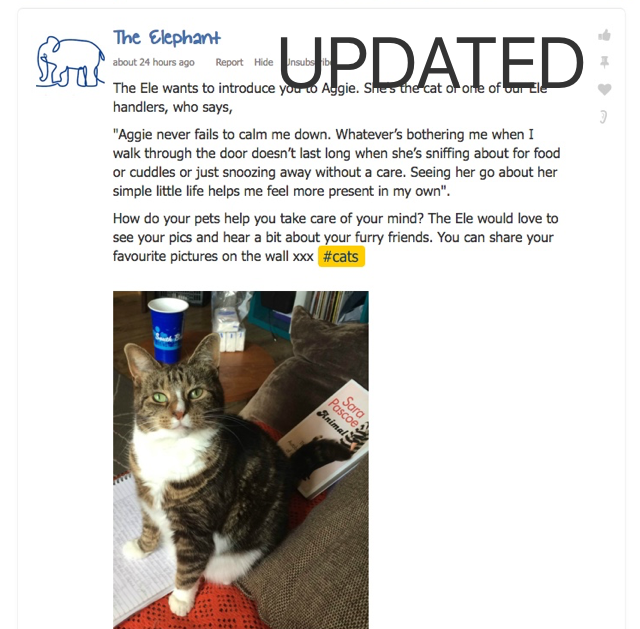 The Elephant
UPDATED
about 24 hours ago Report Hide Unsubscribe
The Ele wants to introduce you to Aggie. She's the cat of one of our Ele
handlers, who says,
"Aggie never fails to calm me down. Whatever's bothering me when I
walk through the door doesn't last long when she's sniffing about for food
or cuddles or just snoozing away without a care. Seeing her go about her
simple little life helps me feel more present in my own".
How do your pets help you take care of your mind? The Ele would love to
see your pics and hear a bit about your furry friends. You can share your
favourite pictures on the wall xxx #cats
Sara
Pascoe
Animal